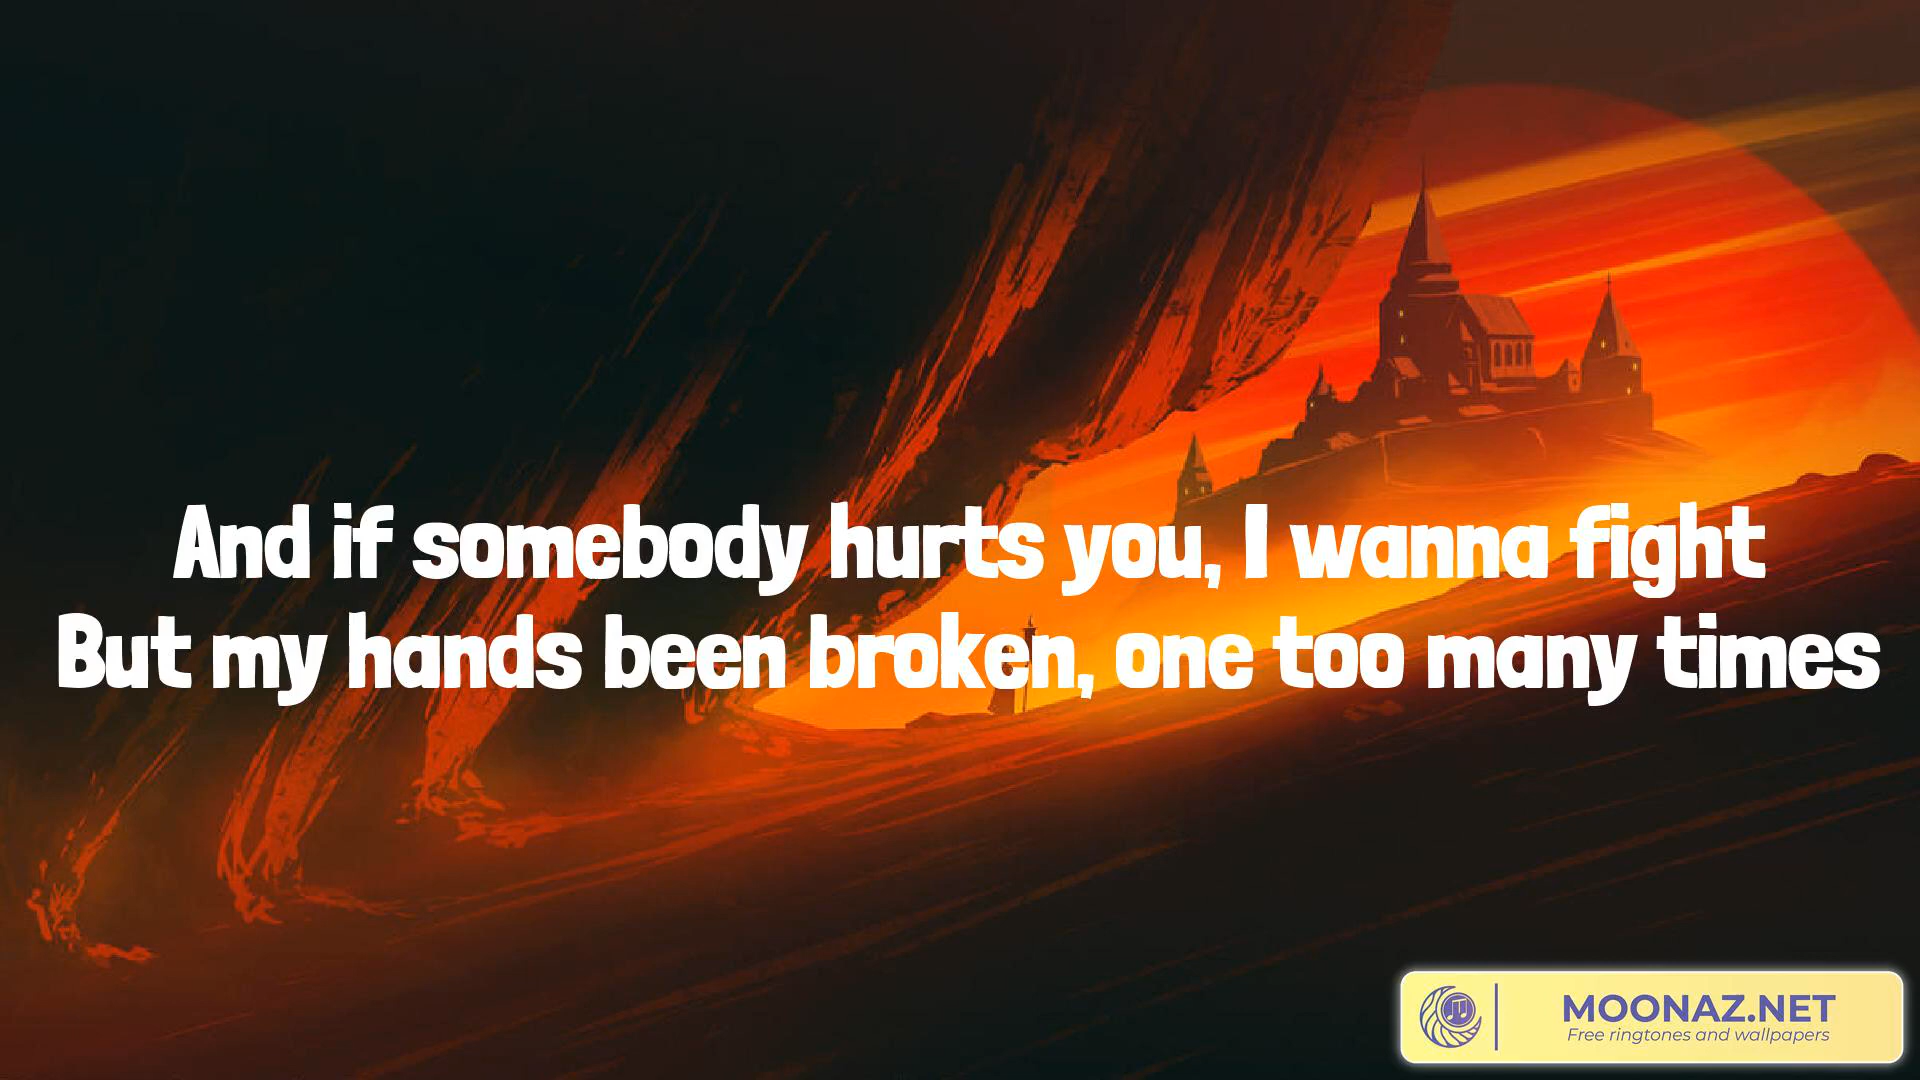 And if somebody hurts you, I wanna fight
But my hands been broken, one too many times
MOONAZ.NET
Free ringtones and wallpapers